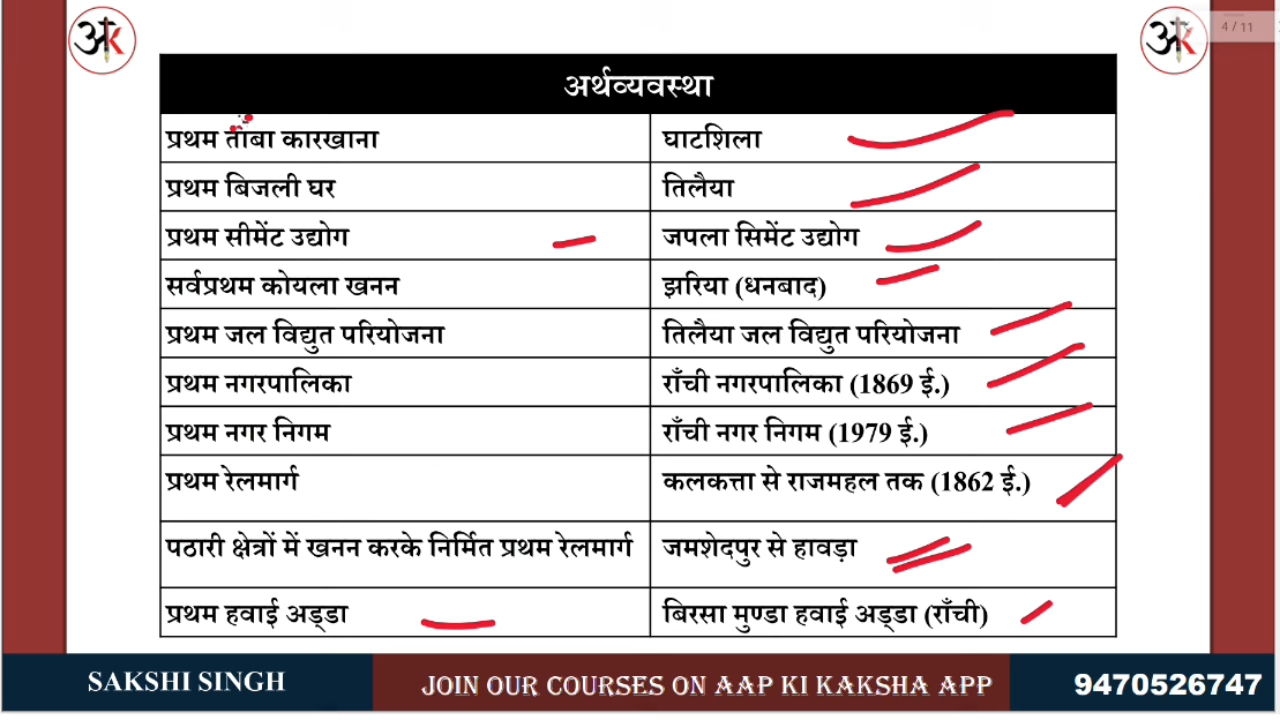 अK
अK
4 / 11
अर्थव्यवस्था
प्रथम तांबा कारखाना घाटशिला
प्रथम बिजली घर तिलैया
प्रथम सीमेंट उद्योग जपला सिमेंट उद्योग
सर्वप्रथम कोयला खनन झरिया (धनबाद)
प्रथम जल विद्युत परियोजना तिलैया जल विद्युत परियोजना
प्रथम नगरपालिका राँची नगरपालिका (1869 ई.)
प्रथम नगर निगम राँची नगर निगम (1979 ई.)
प्रथम रेलमार्ग कलकत्ता से राजमहल तक (1862 ई.)
पठारी क्षेत्रों में खनन करके निर्मित प्रथम रेलमार्ग जमशेदपुर से हावड़ा
प्रथम हवाई अड्डा बिरसा मुण्डा हवाई अड्डा (राँची)
SAKSHI SINGH JOIN OUR COURSES ON AAP KI KAKSHA APP 9470526747